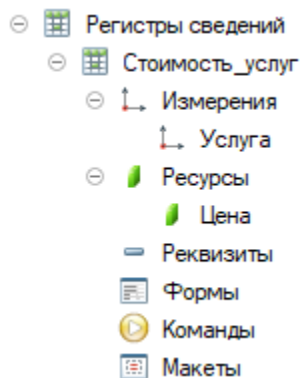 Регистры сведений
Стоимость_услуг
Измерения
Услуга
Ресурсы
Цена
Реквизиты
Формы
Команды
Макеты